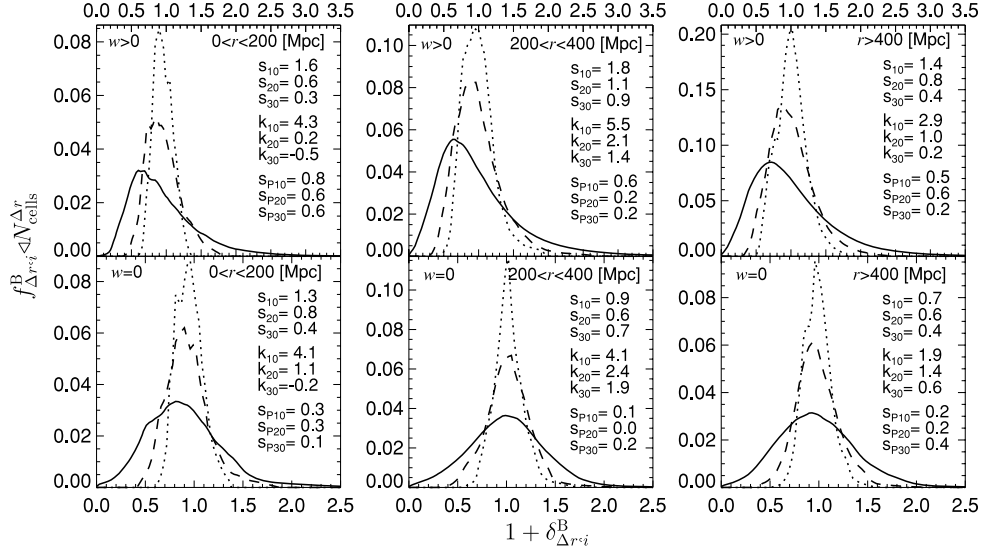 0.0 0.5 1.0 1.5 2.0 2.5 3.0 3.5
0.0 0.5 1.0 1.5 2.0 2.5 3.0 3.5
0.0 0.5 1.0 1.5 2.0 2.5 3.0 3.5
w>0 0<r<200 [Mpc]
s10= 1.6
s20= 0.6
s30= 0.3
k10= 4.3
k20= 0.2
k30=-0.5
sP10= 0.8
sP20= 0.6
sP30= 0.6
0.08
0.06
0.04
0.02
0.00
w>0 200<r<400 [Mpc]
s10= 1.8
s20= 1.1
s30= 0.9
k10= 5.5
k20= 2.1
k30= 1.4
sP10= 0.6
sP20= 0.2
sP30= 0.2
0.10
0.08
0.06
0.04
0.02
0.00
w>0 r>400 [Mpc]
s10= 1.4
s20= 0.8
s30= 0.4
k10= 2.9
k20= 1.0
k30= 0.2
sP10= 0.5
sP20= 0.6
sP30= 0.2
0.20
0.15
0.10
0.05
0.00
w=0 0<r<200 [Mpc]
s10= 1.3
s20= 0.8
s30= 0.4
k10= 4.1
k20= 1.1
k30=-0.2
sP10= 0.3
sP20= 0.3
sP30= 0.1
0.08
0.06
0.04
0.02
0.00
w=0 200<r<400 [Mpc]
s10= 0.9
s20= 0.6
s30= 0.7
k10= 4.1
k20= 2.4
k30= 1.9
sP10= 0.1
sP20= 0.0
sP30= 0.2
0.10
0.08
0.06
0.04
0.02
0.00
w=0 r>400 [Mpc]
s10= 0.7
s20= 0.6
s30= 0.4
k10= 1.9
k20= 1.4
k30= 0.6
sP10= 0.2
sP20= 0.2
sP30= 0.4
0.08
0.06
0.04
0.02
0.00
0.0 0.5 1.0 1.5 2.0 2.5
0.0 0.5 1.0 1.5 2.0 2.5
0.0 0.5 1.0 1.5 2.0 2.5
f^B_Δr‹i ⊲N^Δr_cells
1 + δ^B_Δr‹i